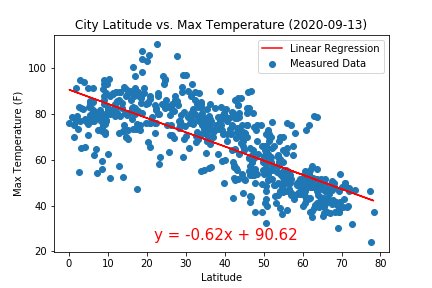 City Latitude vs. Max Temperature (2020-09-13)
Linear Regression
Measured Data
100
80
60
40
20
Max Temperature (F)
y = -0.62x + 90.62
0 10 20 30 40 50 60 70 80
Latitude